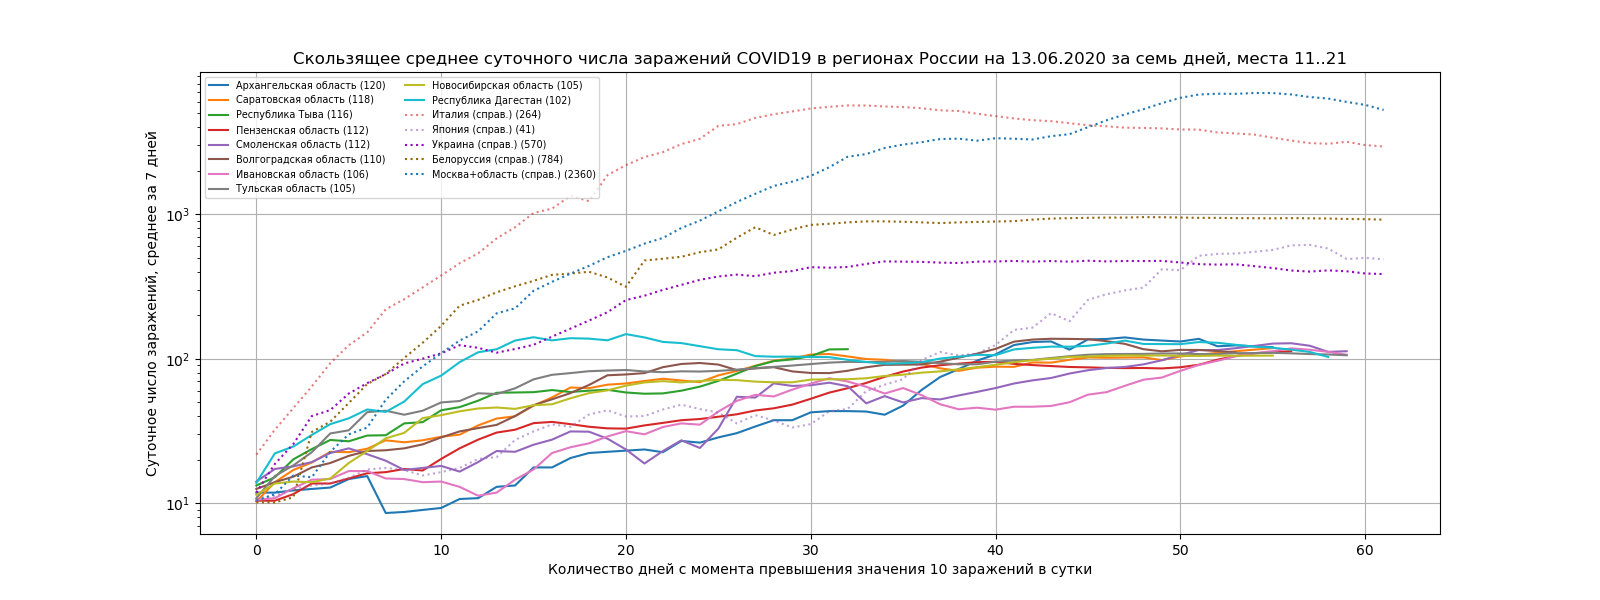 Скользящее среднее суточного числа заражений COVID19 в регионах России на 13.06.2020 за семь дней, места 11..21
Суточное число заражений, среднее за 7 дней
10³
10²
10¹
Архангельская область (120)
Саратовская область (118)
Республика Тыва (116)
Пензенская область (112)
Смоленская область (112)
Волгоградская область (110)
Ивановская область (106)
Тульская область (105)
Новосибирская область (105)
Республика Дагестан (102)
Италия (справ.) (264)
Япония (справ.) (41)
Украина (справ.) (570)
Белоруссия (справ.) (784)
Москва+область (справ.) (2360)
0 10 20 30 40 50 60
Количество дней с момента превышения значения 10 заражений в сутки